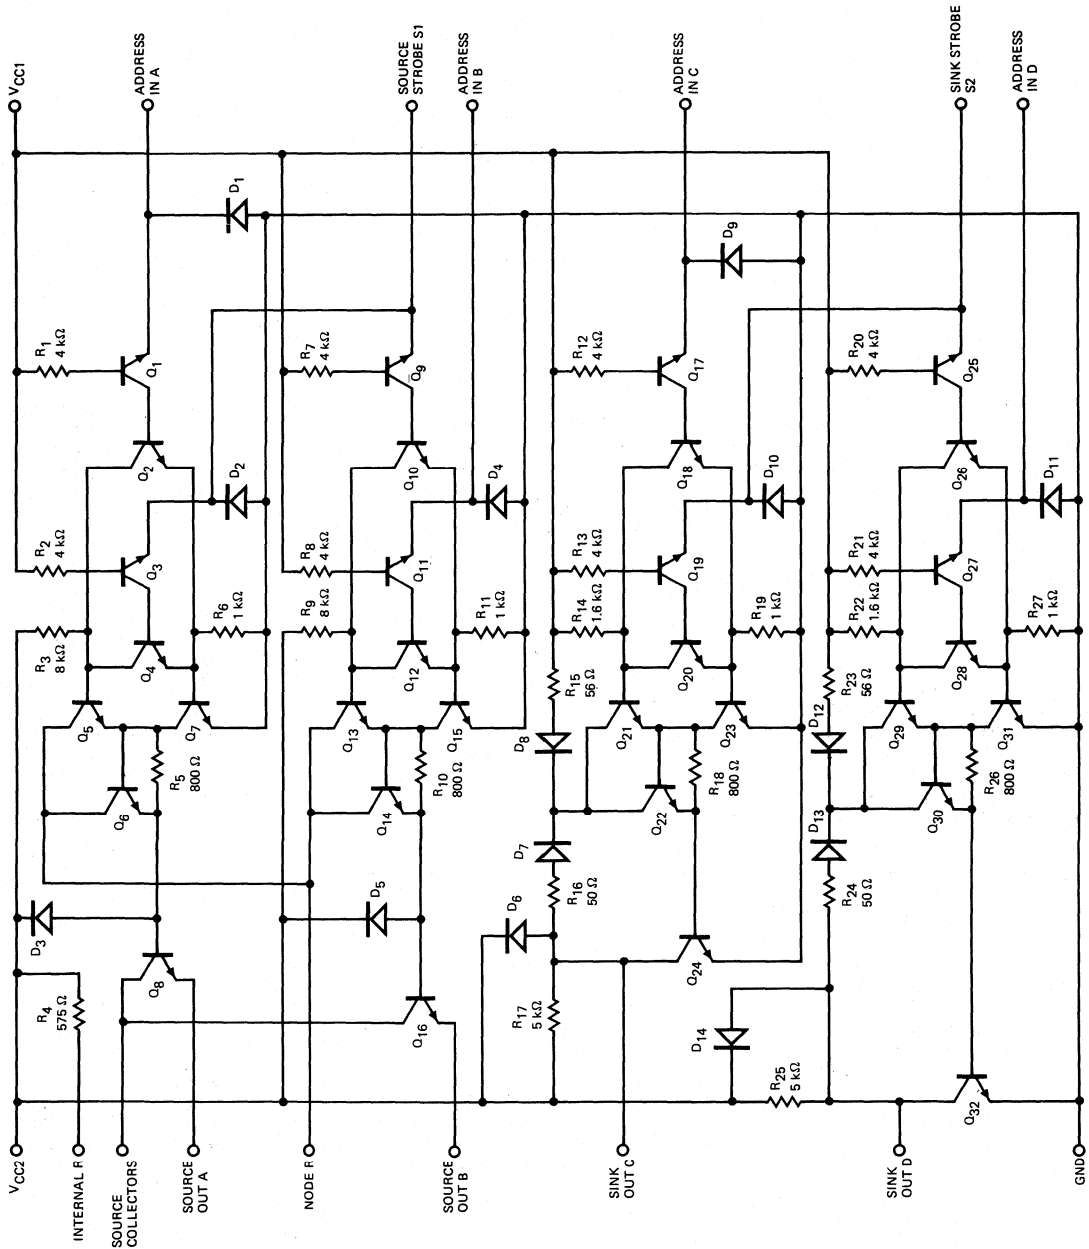 VCC1
ADDRESS
IN A
SOURCE
STROBE S1
ADDRESS
IN B
ADDRESS
IN C
SINK STROBE
S2
ADDRESS
IN D
D1
D9
R1
4 kΩ
Q1
R7
4 kΩ
Q9
R12
4 kΩ
Q17
R20
4 kΩ
Q25
Q2
D2
Q10
D4
Q18
D10
Q26
D11
R2
4 kΩ
Q3
R8
4 kΩ
Q11
R13
4 kΩ
Q19
R21
4 kΩ
Q27
R3
8 kΩ
Q4
R6
1 kΩ
R9
8 kΩ
Q12
R11
1 kΩ
R14
1.6 kΩ
Q20
R19
1 kΩ
R22
1.6 kΩ
Q28
R27
1 kΩ
Q5
Q7
Q13
Q15
R15
56 Ω
Q21
Q23
R23
56 Ω
Q29
Q31
R5
800 Ω
R10
800 Ω
D8
R18
800 Ω
D12
R26
800 Ω
Q6
Q14
Q22
Q30
D7
D13
D3
D5
D6
R16
50 Ω
R24
50 Ω
R4
575 Ω
Q8
Q16
R17
5 kΩ
Q24
D14
R25
5 kΩ
Q32
VCC2
INTERNAL R
SOURCE
COLLECTORS
SOURCE
OUT A
NODE R
SOURCE
OUT B
SINK
OUT C
SINK
OUT D
GND